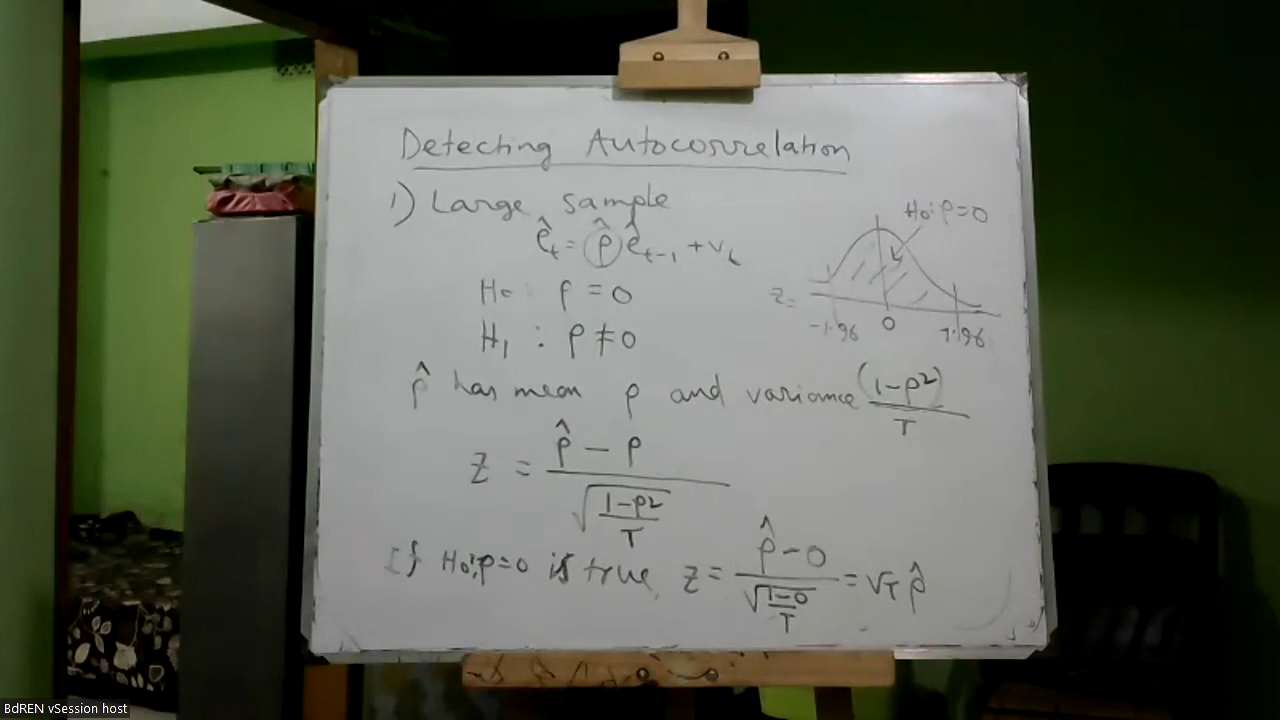 Detecting Autocorrelation
1) Large sample
ê_t = ρ̂ ê_{t-1} + v_t
H₀: ρ = 0
H₁ : ρ ≠ 0
H₀: ρ=0
z=
-1.96 0 1.96
ρ̂ has mean ρ and variance (1-ρ²)/T
Z = (ρ̂ - ρ) / √((1-ρ²)/T)
If H₀:ρ=0 is true, z = (ρ̂ - 0) / √((1-0)/T) = √T ρ̂
BdREN vSession host